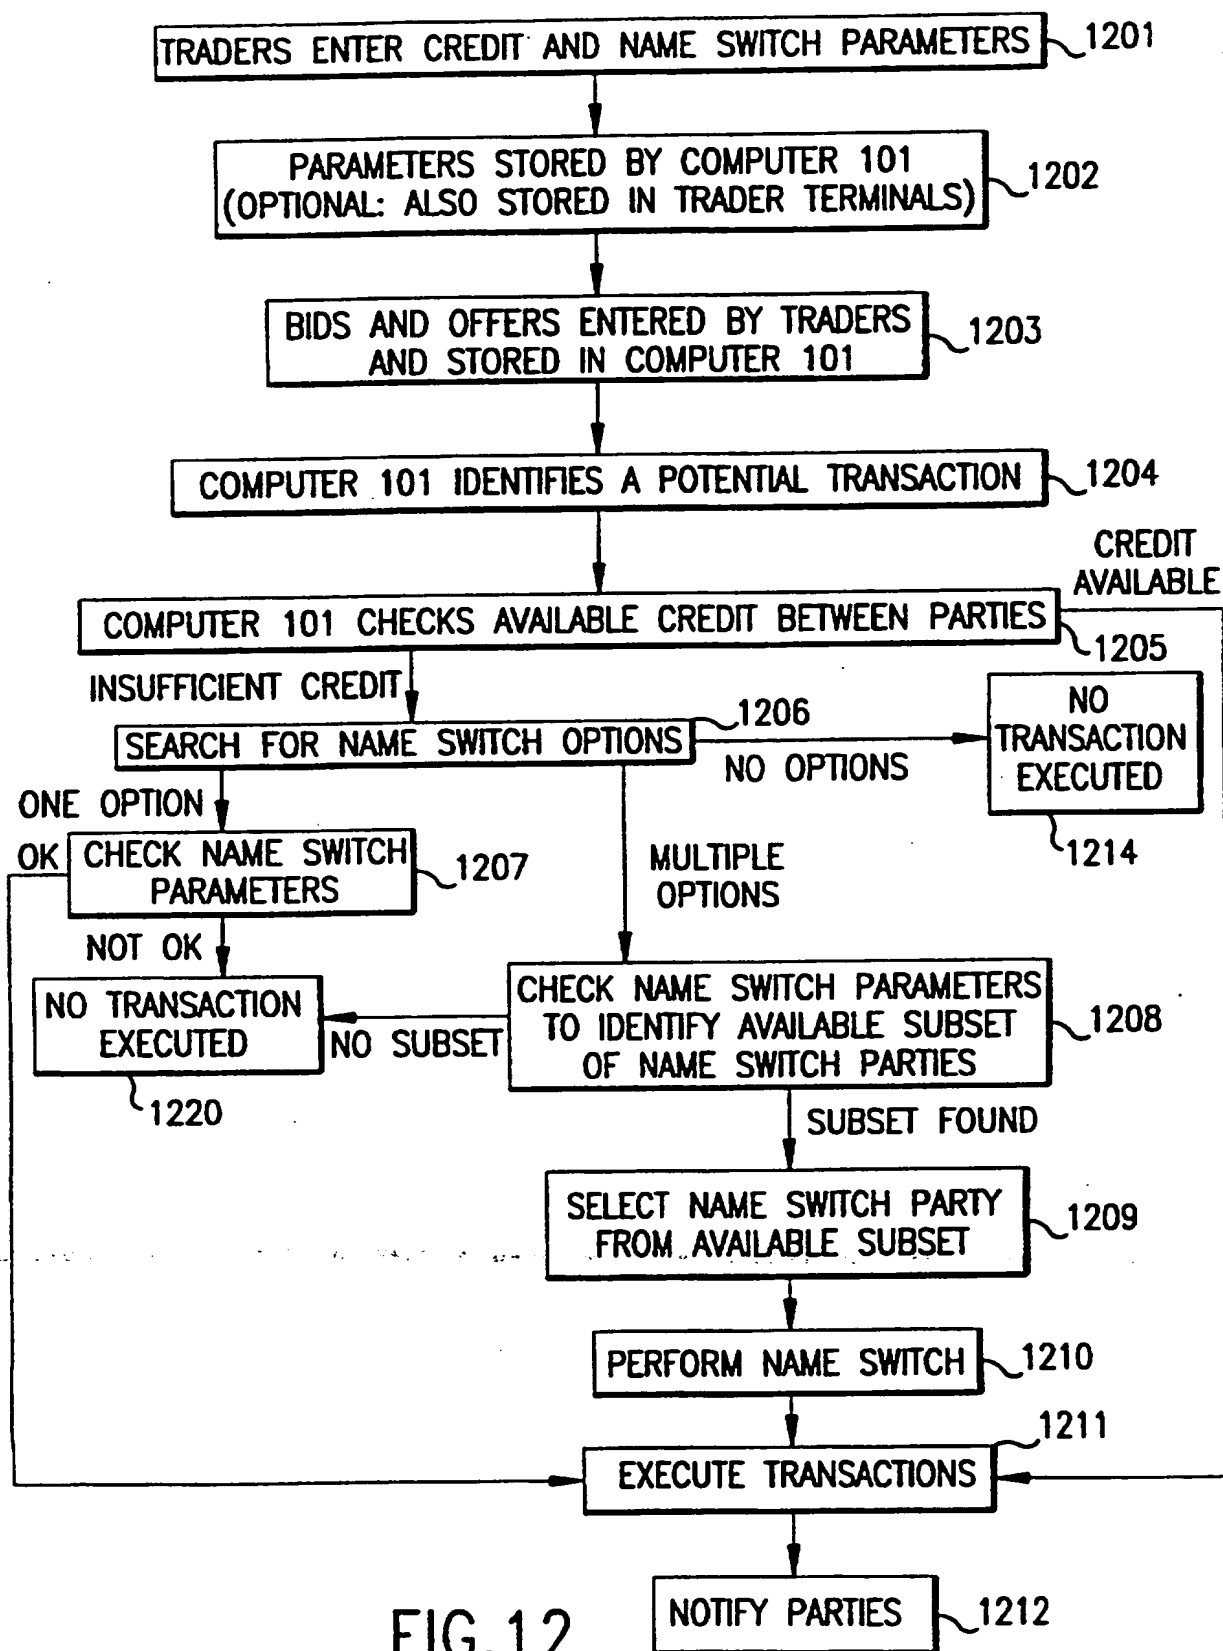 TRADERS ENTER CREDIT AND NAME SWITCH PARAMETERS
1201
PARAMETERS STORED BY COMPUTER 101
(OPTIONAL: ALSO STORED IN TRADER TERMINALS)
1202
BIDS AND OFFERS ENTERED BY TRADERS
AND STORED IN COMPUTER 101
1203
COMPUTER 101 IDENTIFIES A POTENTIAL TRANSACTION
1204
CREDIT
AVAILABLE
COMPUTER 101 CHECKS AVAILABLE CREDIT BETWEEN PARTIES
1205
INSUFFICIENT CREDIT
SEARCH FOR NAME SWITCH OPTIONS
1206
NO OPTIONS
NO
TRANSACTION
EXECUTED
1214
ONE OPTION
OK
CHECK NAME SWITCH
PARAMETERS
1207
MULTIPLE
OPTIONS
NOT OK
NO TRANSACTION
EXECUTED
1220
NO SUBSET
CHECK NAME SWITCH PARAMETERS
TO IDENTIFY AVAILABLE SUBSET
OF NAME SWITCH PARTIES
1208
SUBSET FOUND
SELECT NAME SWITCH PARTY
FROM AVAILABLE SUBSET
1209
PERFORM NAME SWITCH
1210
1211
EXECUTE TRANSACTIONS
NOTIFY PARTIES
1212
FIG.12